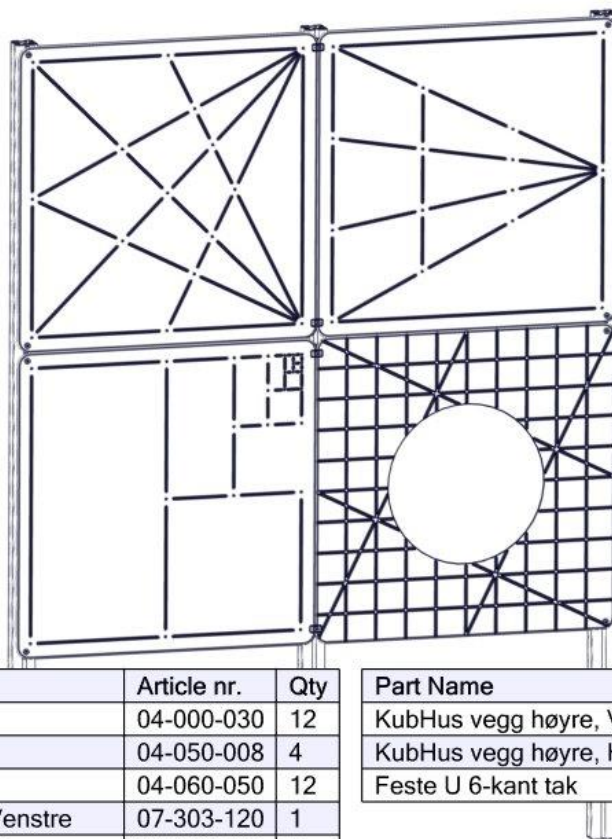 Article nr. Qty
04-000-030 12
04-050-008 4
04-060-050 12
Venstre 07-303-120 1
Part Name
KubHus vegg høyre,
KubHus vegg høyre,
Feste U 6-kant tak